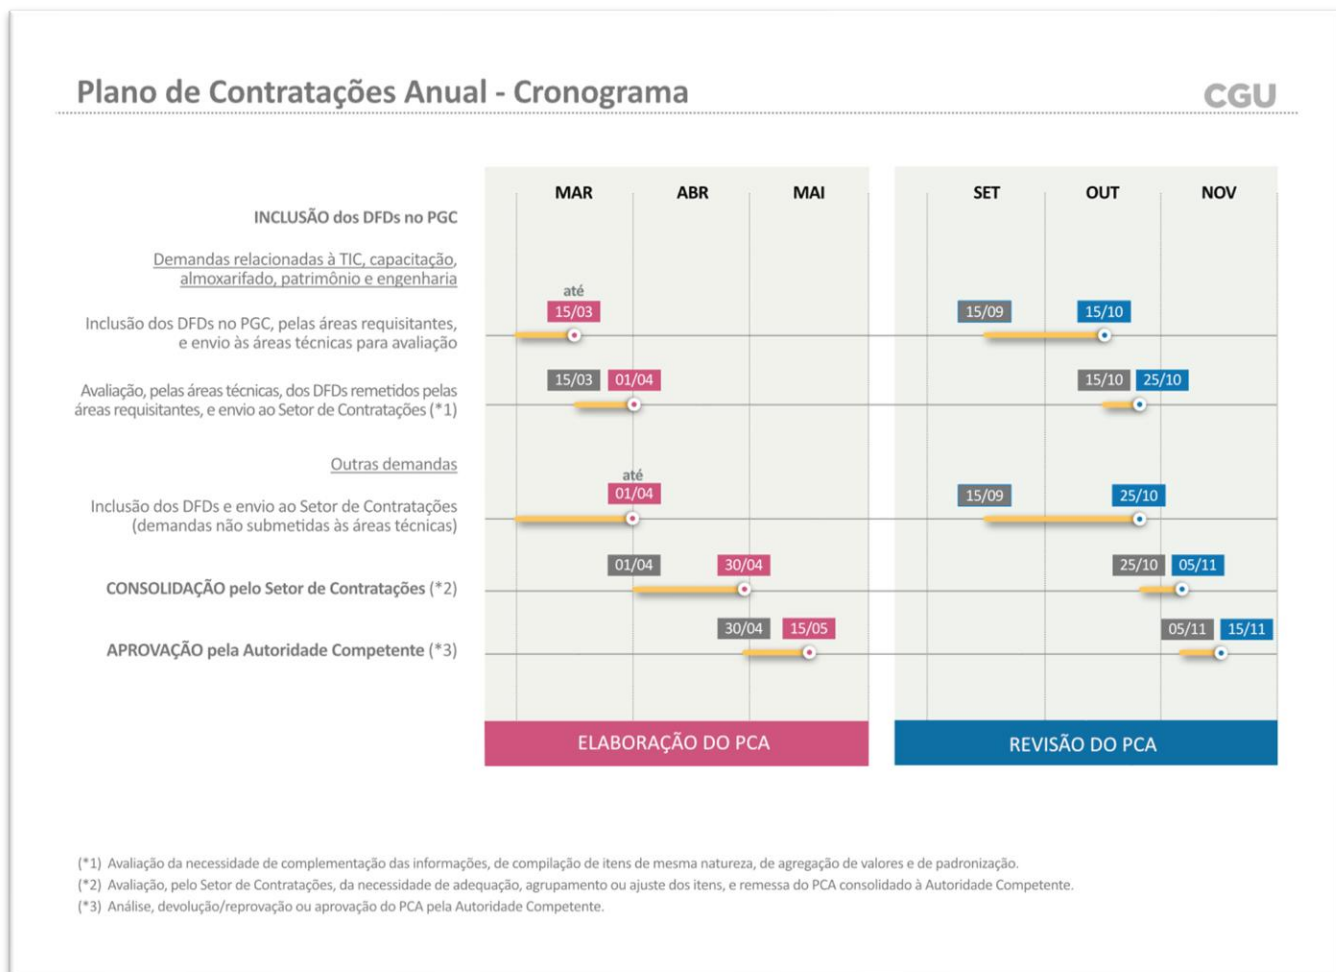 Plano de Contratações Anual - Cronograma
CGU
MAR ABR MAI SET OUT NOV
INCLUSÃO dos DFDs no PGC
Demandas relacionadas à TIC, capacitação,
almoxarifado, patrimônio e engenharia
até
15/03 15/09 15/10
Inclusão dos DFDs no PGC, pelas áreas requisitantes,
e envio às áreas técnicas para avaliação
15/03 01/04 15/10 25/10
Avaliação, pelas áreas técnicas, dos DFDs remetidos pelas
áreas requisitantes, e envio ao Setor de Contratações (*1)
Outras demandas
até
01/04 15/09 25/10
Inclusão dos DFDs e envio ao Setor de Contratações
(demandas não submetidas às áreas técnicas)
01/04 30/04 25/10 05/11
CONSOLIDAÇÃO pelo Setor de Contratações (*2)
30/04 15/05 05/11 15/11
APROVAÇÃO pela Autoridade Competente (*3)
ELABORAÇÃO DO PCA
REVISÃO DO PCA
(*1) Avaliação da necessidade de complementação das informações, de compilação de itens de mesma natureza, de agregação de valores e de padronização.
(*2) Avaliação, pelo Setor de Contratações, da necessidade de adequação, agrupamento ou ajuste dos itens, e remessa do PCA consolidado à Autoridade Competente.
(*3) Análise, devolução/reprovação ou aprovação do PCA pela Autoridade Competente.